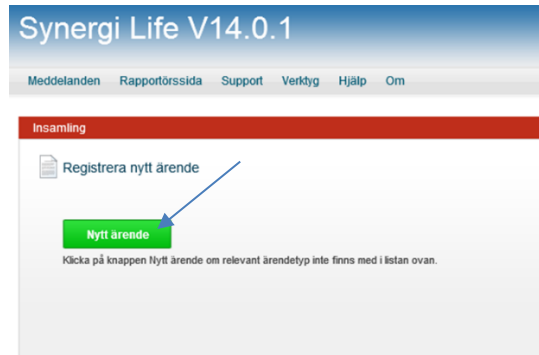 Synergi Life V14.0.1
Meddelanden Rapportörssida Support Verktyg Hjälp Om
Insamling
Registrera nytt ärende
Nytt ärende
Klicka på knappen Nytt ärende om relevant ärendetyp inte finns med i listan ovan.